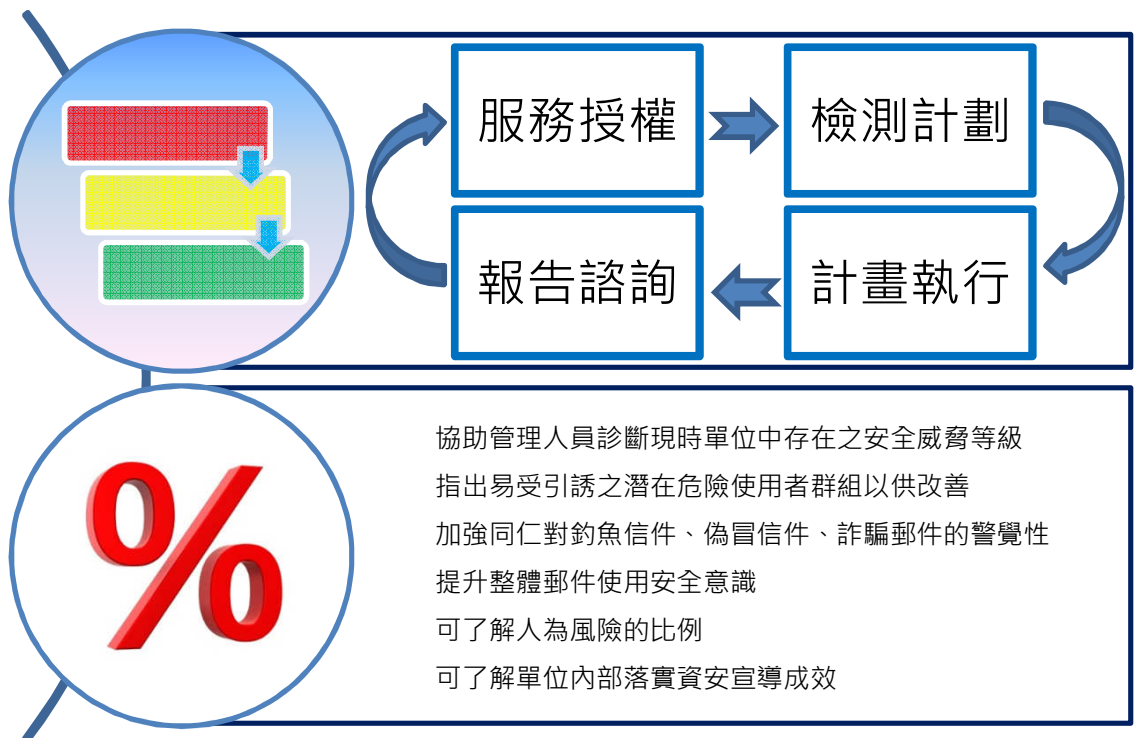 服務授權
檢測計劃
報告諮詢
計畫執行
%
協助管理人員診斷現時單位中存在之安全威脅等級
指出易受引誘之潛在危險使用者群組以供改善
加強同仁對釣魚信件、偽冒信件、詐騙郵件的警覺性
提升整體郵件使用安全意識
可了解人為風險的比例
可了解單位內部落實資安宣導成效